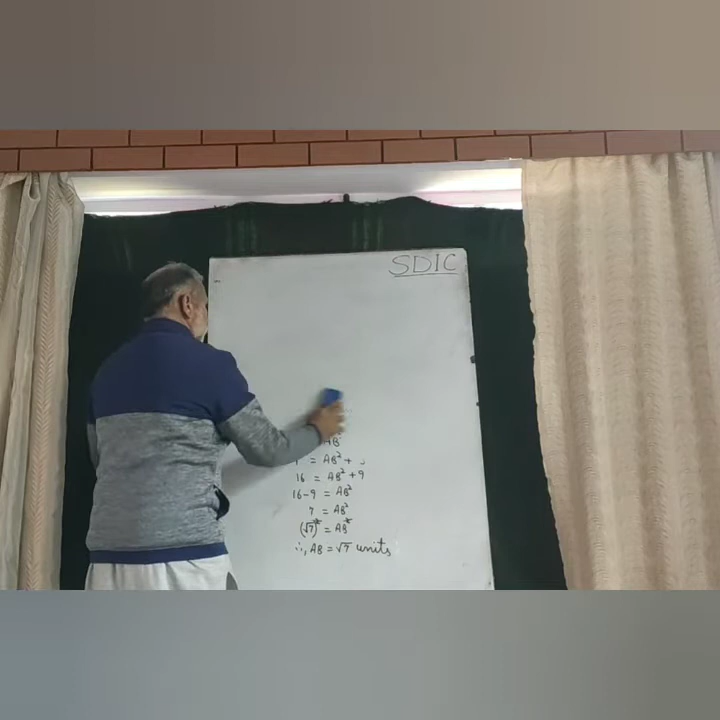 SDIC
AB
= AB² +
16 = AB² + 9
16 - 9 = AB²
7 = AB²
(√7)² = AB²
∴, AB = √7 units